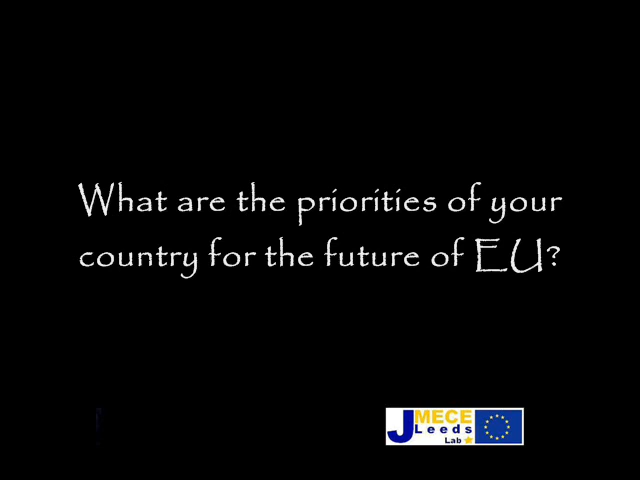 What are the priorities of your
country for the future of EU?
JMECE
Leeds
Lab